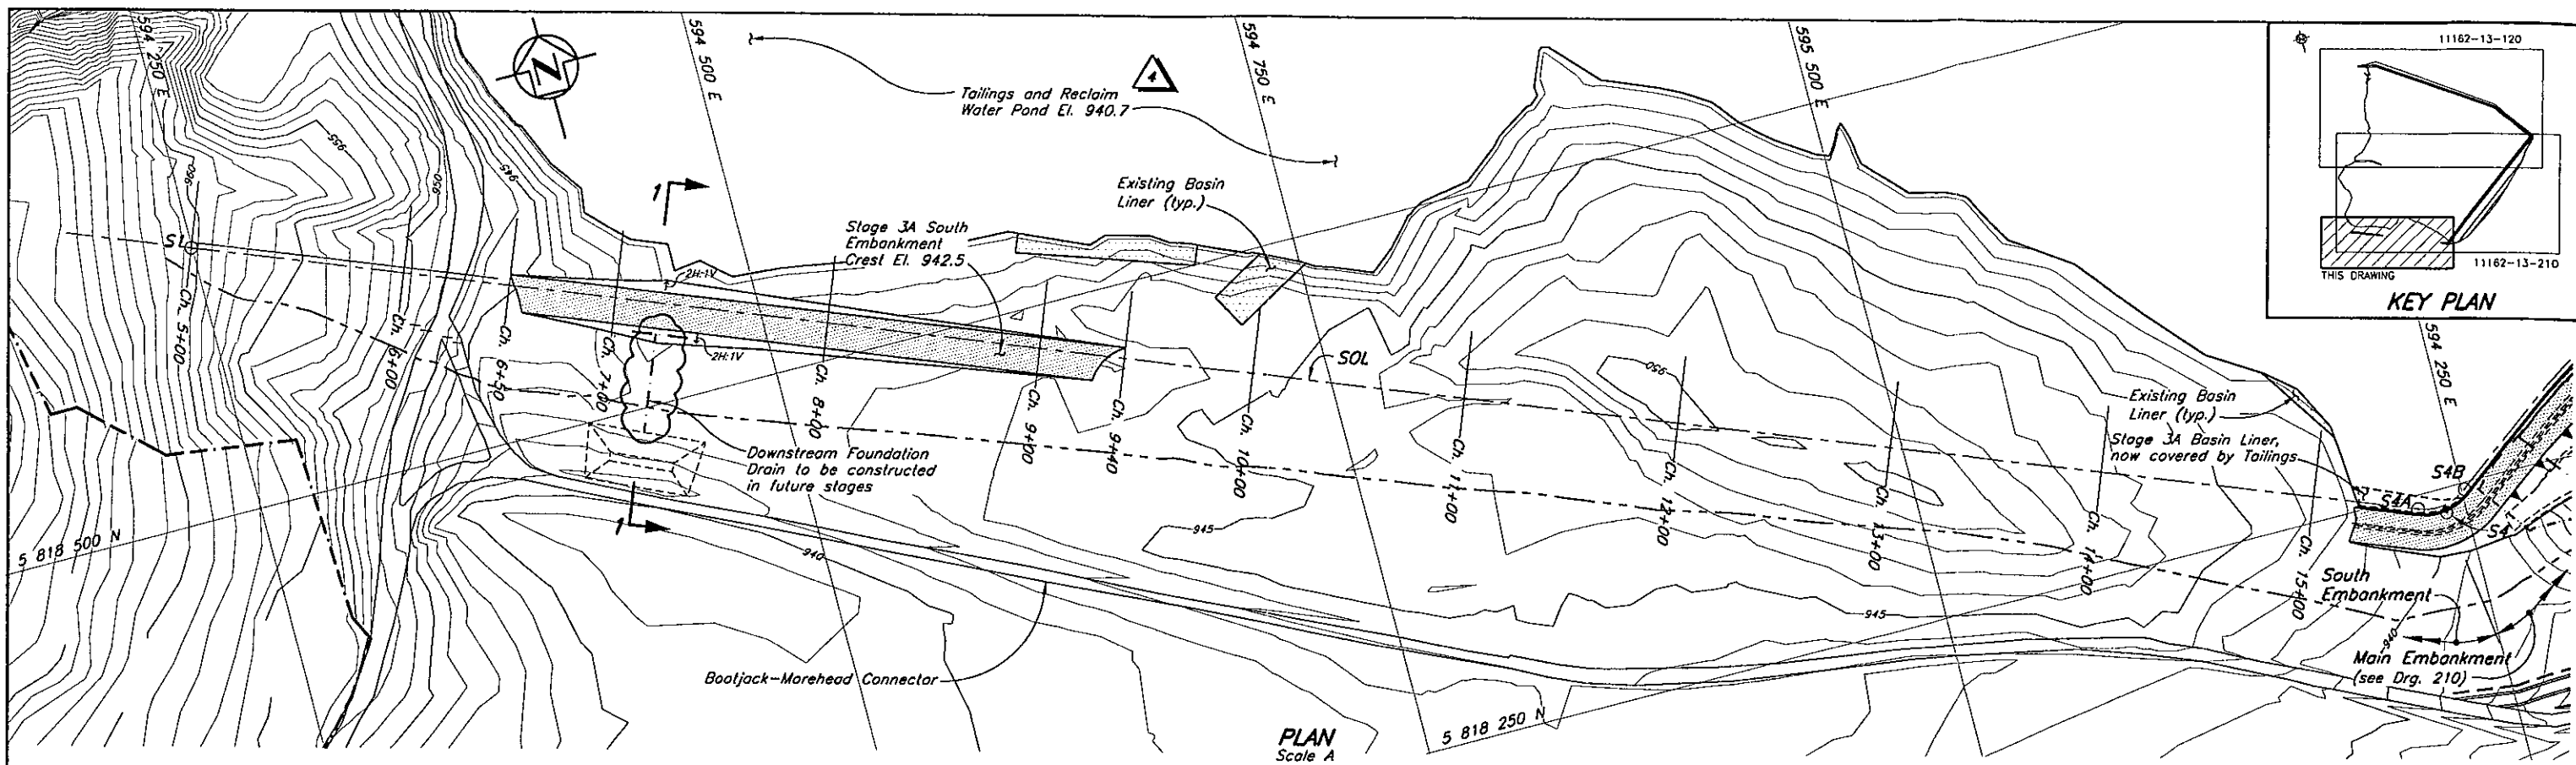 594 250 E
N
594 500 E
Tailings and Reclaim
Water Pond El. 940.7
4
594 750 E
595 500 E
11162-13-120
11162-13-210
THIS DRAWING
KEY PLAN
955
960
950
945
S1
1
Existing Basin
Liner (typ.)
Stage 3A South
Embankment
Crest El. 942.5
2H:1V
2H:1V
SOL
950
594 250 E
Existing Basin
Liner (typ.)
Stage 3A Basin Liner,
now covered by Tailings
S4B
S4A
S4
Ch. 5+00
Ch. 6+00
Ch. 6+50
Ch. 7+00
Ch. 8+00
Ch. 9+00
Ch. 9+40
Ch. 10+00
Ch. 11+00
Ch. 12+00
Ch. 13+00
Ch. 14+00
Ch. 15+00
Downstream Foundation
Drain to be constructed
in future stages
1
945
940
5 818 500 N
945
South
Embankment
940
Main Embankment
(see Drg. 210)
Bootjack-Morehead Connector
5 818 250 N
PLAN
Scale A